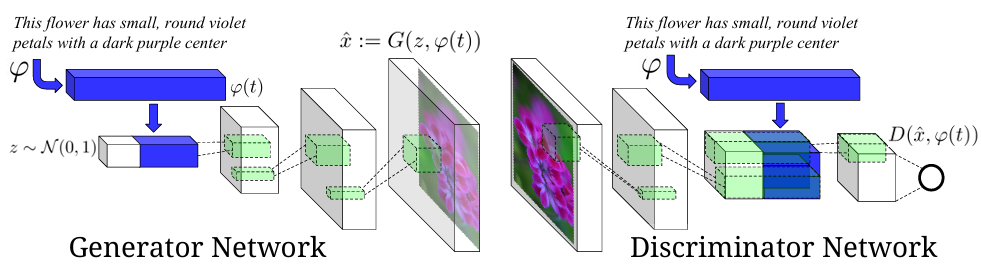 This flower has small, round violet
petals with a dark purple center
φ
φ(t)
z ∼ N(0, 1)
x̂ := G(z, φ(t))
Generator Network
This flower has small, round violet
petals with a dark purple center
φ
D(x̂, φ(t))
Discriminator Network